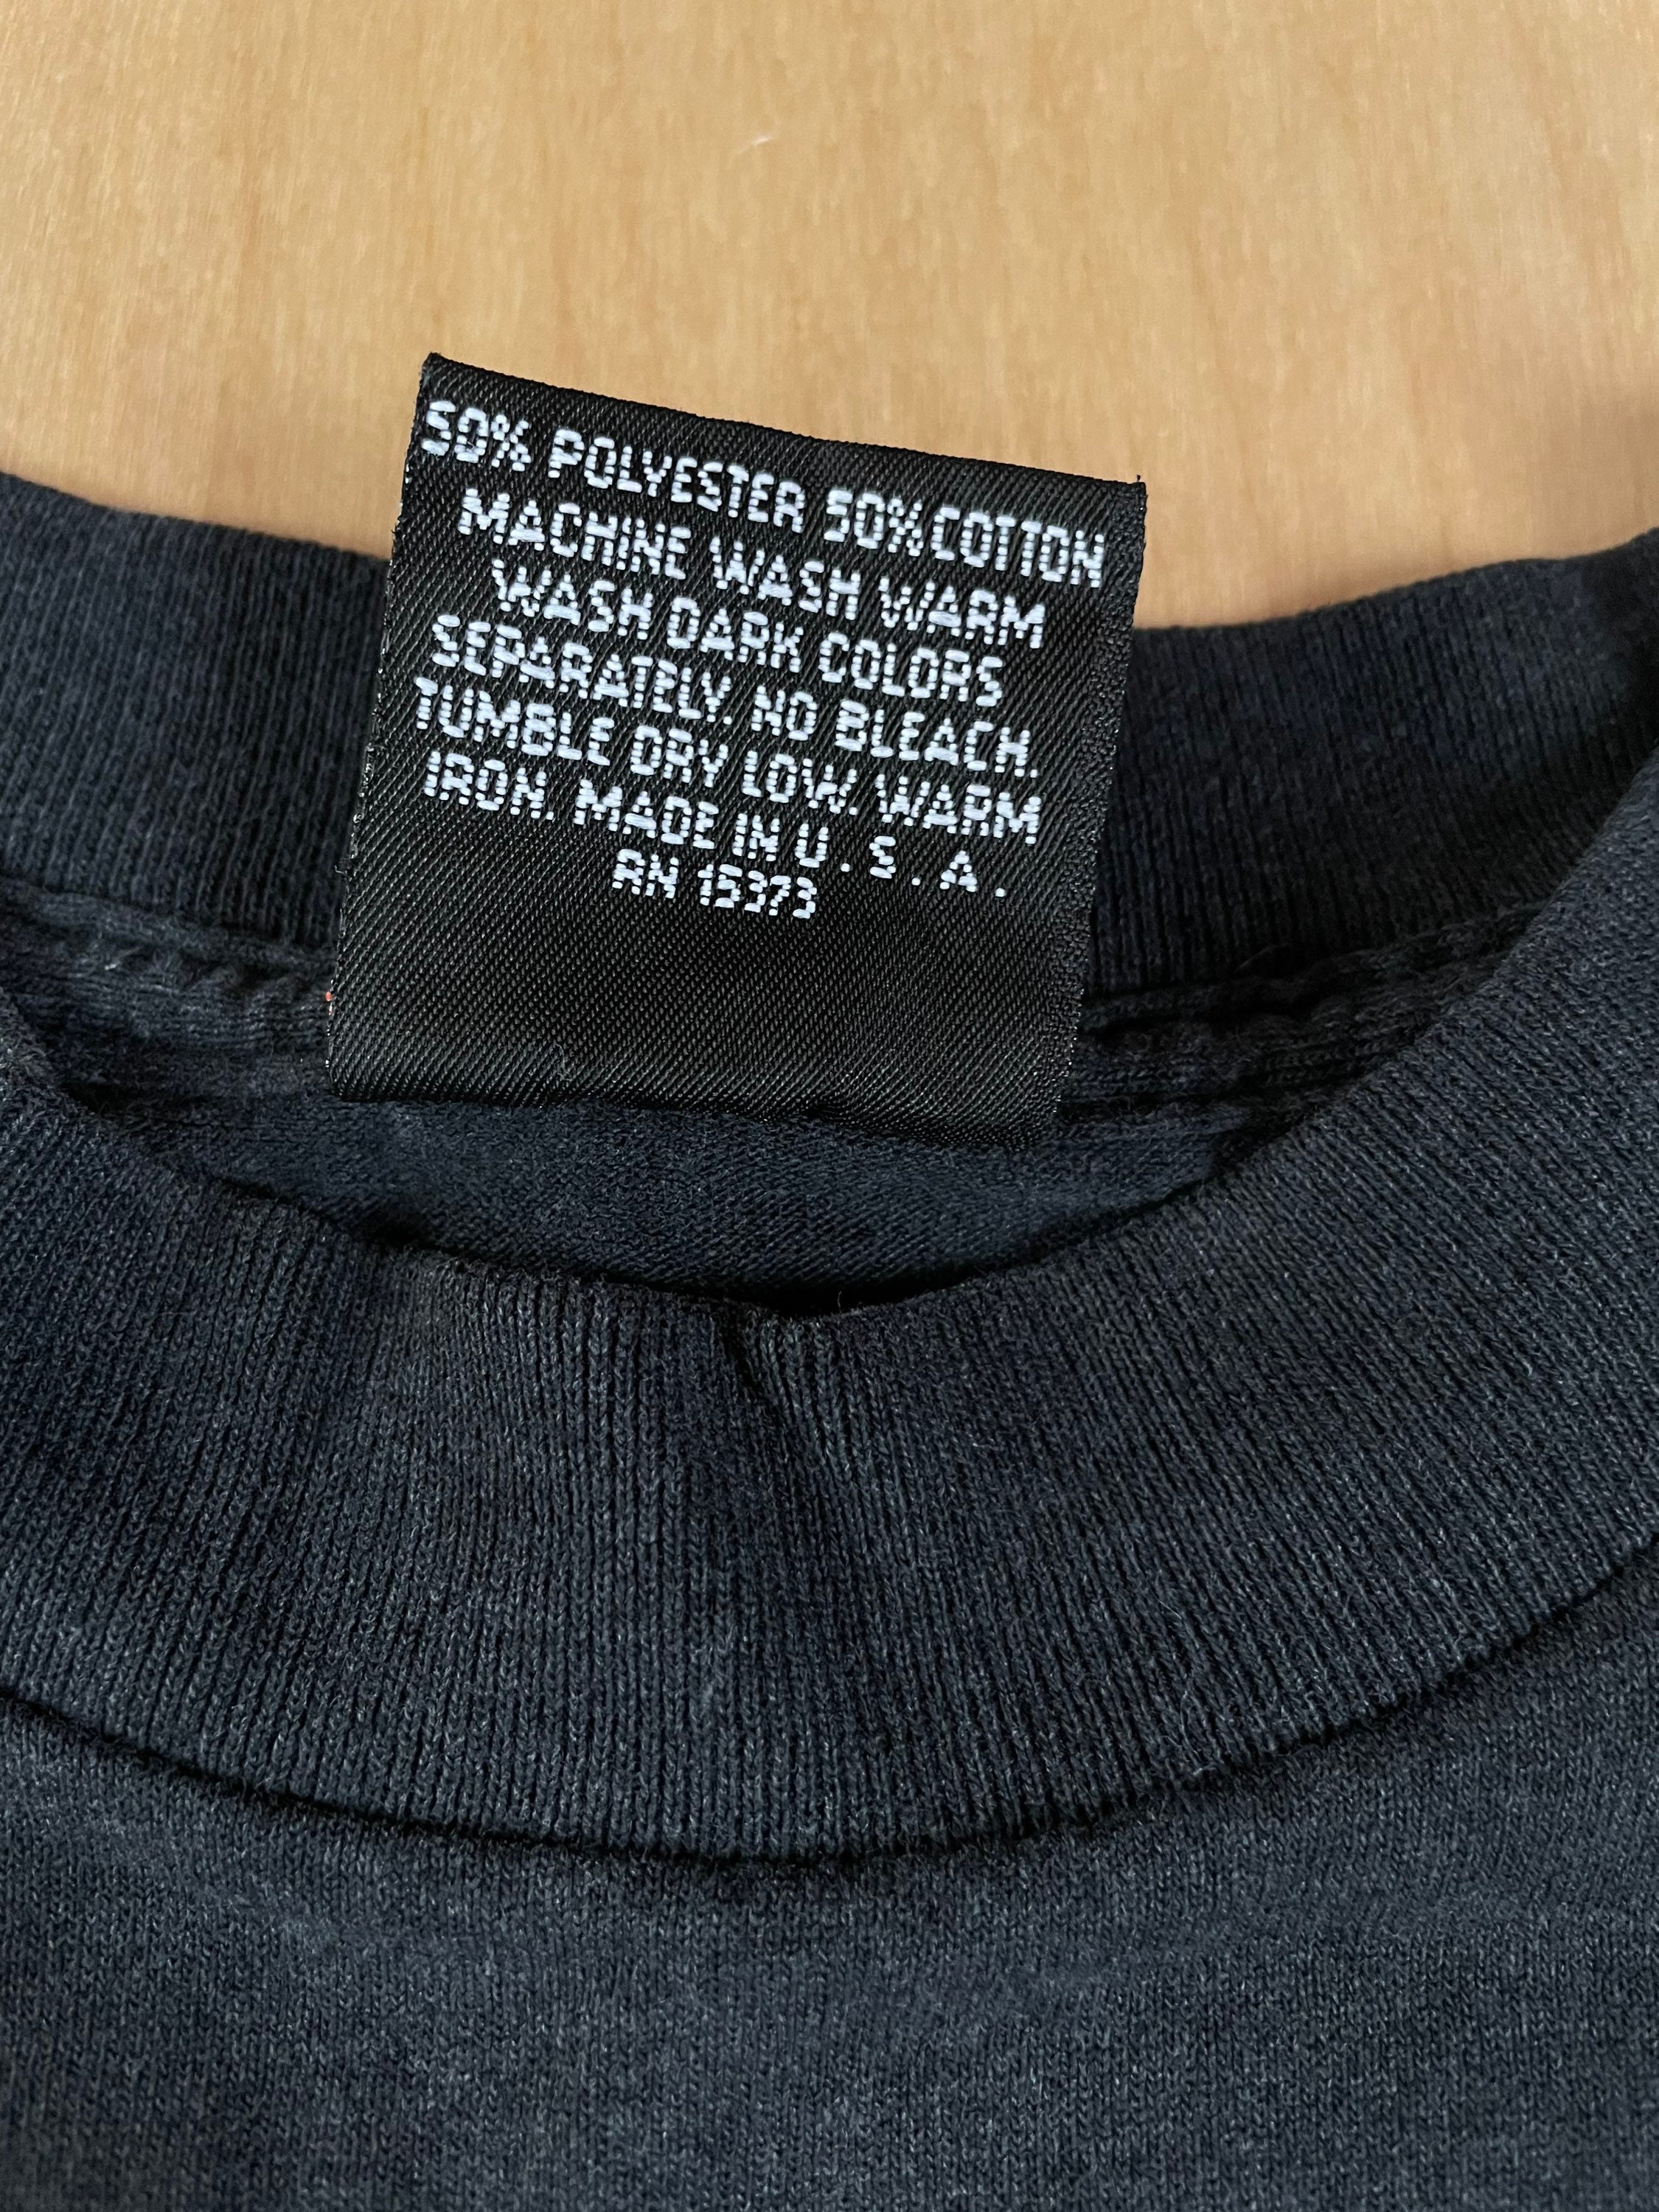 50% POLYESTER 50% COTTON
MACHINE WASH WARM
WASH DARK COLORS
SEPARATELY. NO BLEACH.
TUMBLE DRY LOW. WARM
IRON. MADE IN U.S.A.
RN 15373